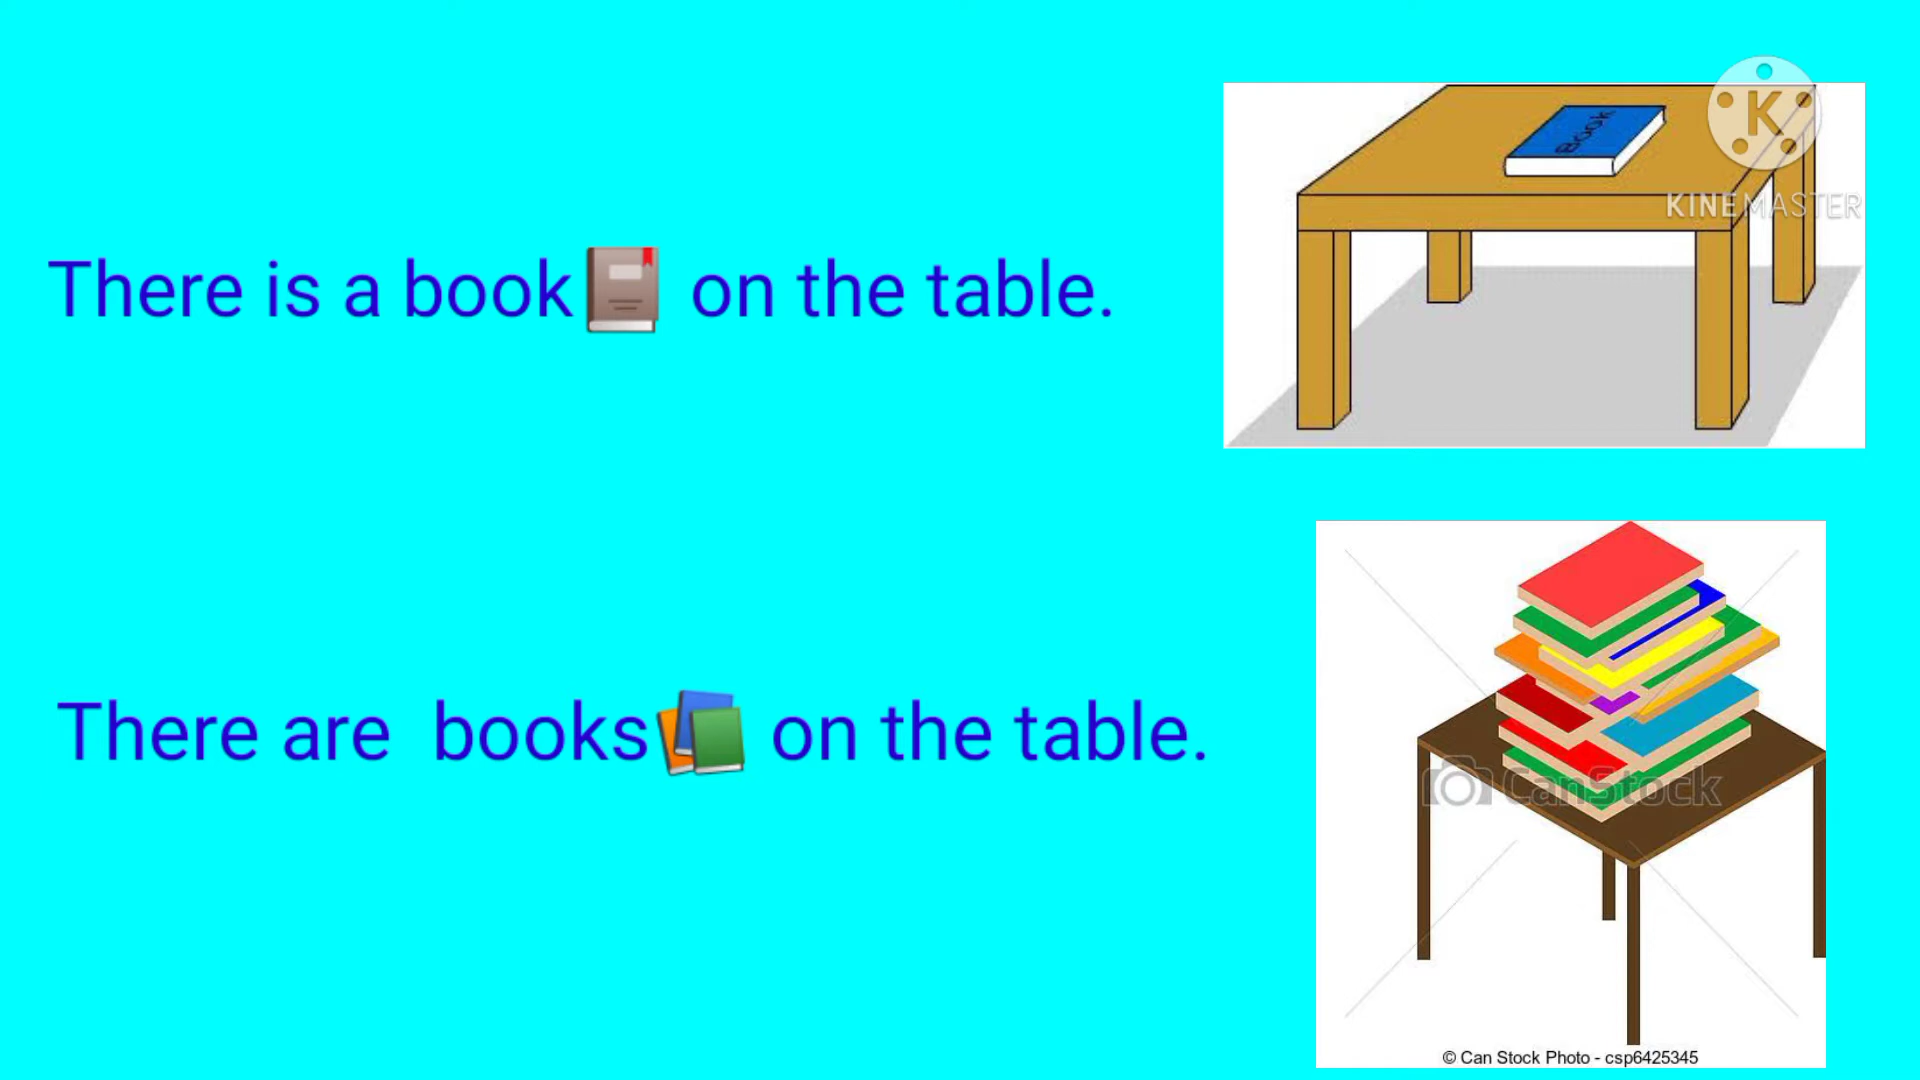 There is a book on the table.
Book
KINEMASTER
There are books on the table.
CanStock
© Can Stock Photo - csp6425345